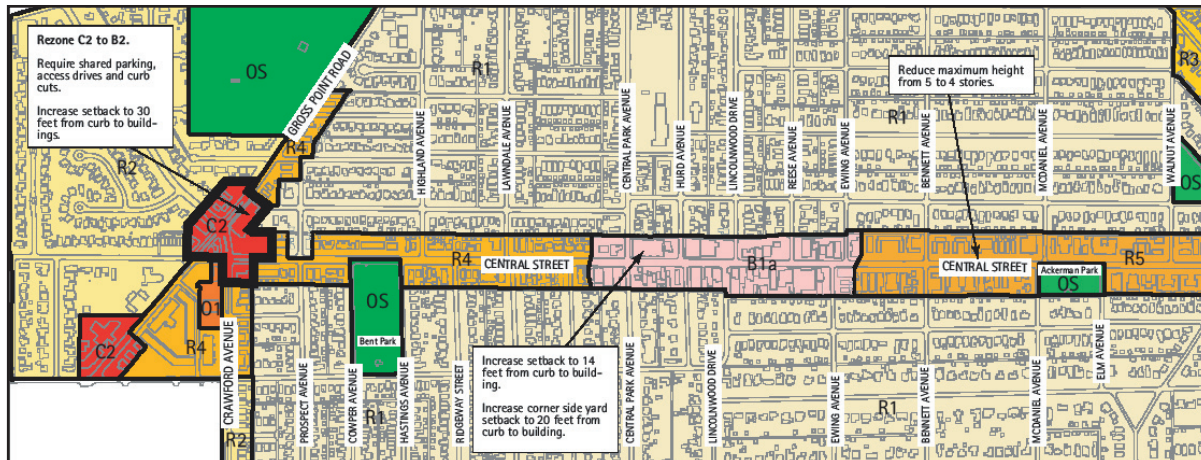 Rezone C2 to B2.
Require shared parking,
access drives and curb
cuts.
Increase setback to 30
feet from curb to build-
ings.
OS
GROSS POINT ROAD
R1
Reduce maximum height
from 5 to 4 stories.
R3
R1
R2
R4
HIGHLAND AVENUE
LAWNDALE AVENUE
CENTRAL PARK AVENUE
HURD AVENUE
LINCOLNWOOD DRIVE
REESE AVENUE
EWING AVENUE
BENNETT AVENUE
MCDANIEL AVENUE
WALNUT AVENUE
OS
C2
R4
CENTRAL STREET
B1a
CENTRAL STREET
Ackerman Park
OS
R5
O1
OS
Bent Park
C2
R4
CRAWFORD AVENUE
R2
PROSPECT AVENUE
COWPER AVENUE
R1
HASTINGS AVENUE
RIDGEWAY STREET
Increase setback to 14
feet from curb to build-
ing.
Increase corner side yard
setback to 20 feet from
curb to building.
CENTRAL PARK AVENUE
LINCOLNWOOD DRIVE
EWING AVENUE
R1
BENNETT AVENUE
MCDANIEL AVENUE
ELM AVENUE